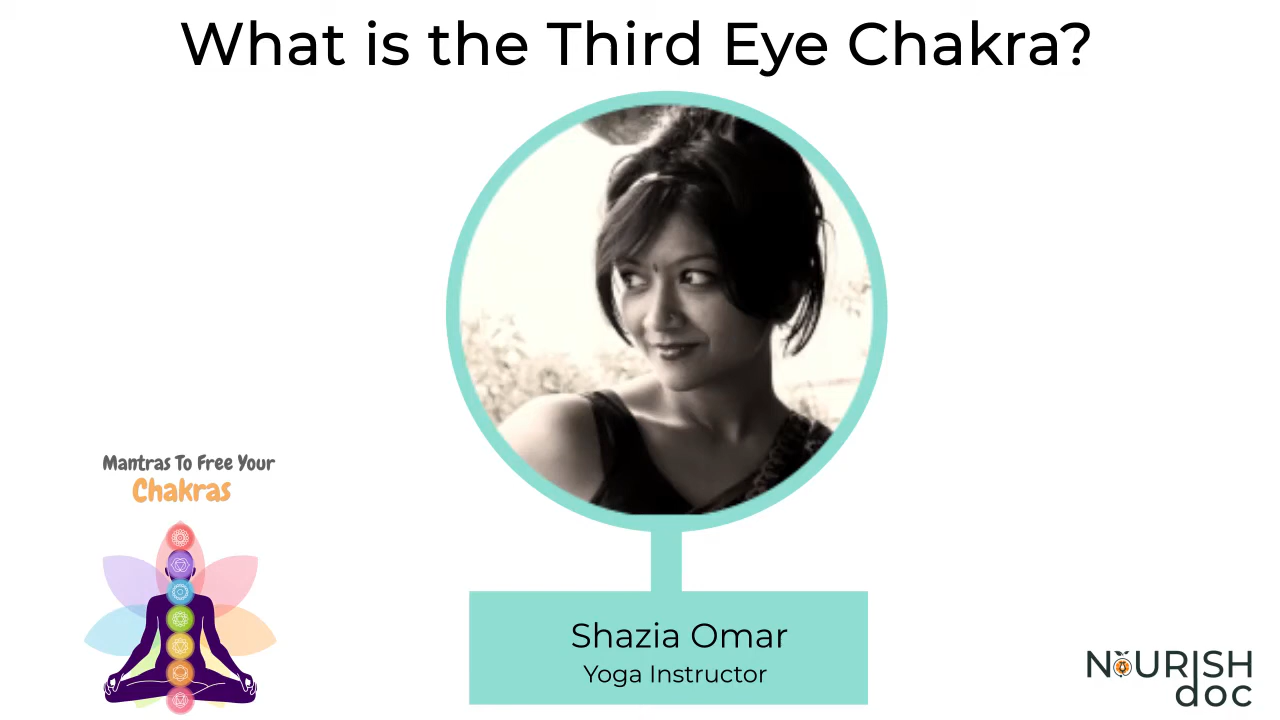 What is the Third Eye Chakra?
Mantras To Free Your
Chakras
Shazia Omar
Yoga Instructor
NOURISH
doc